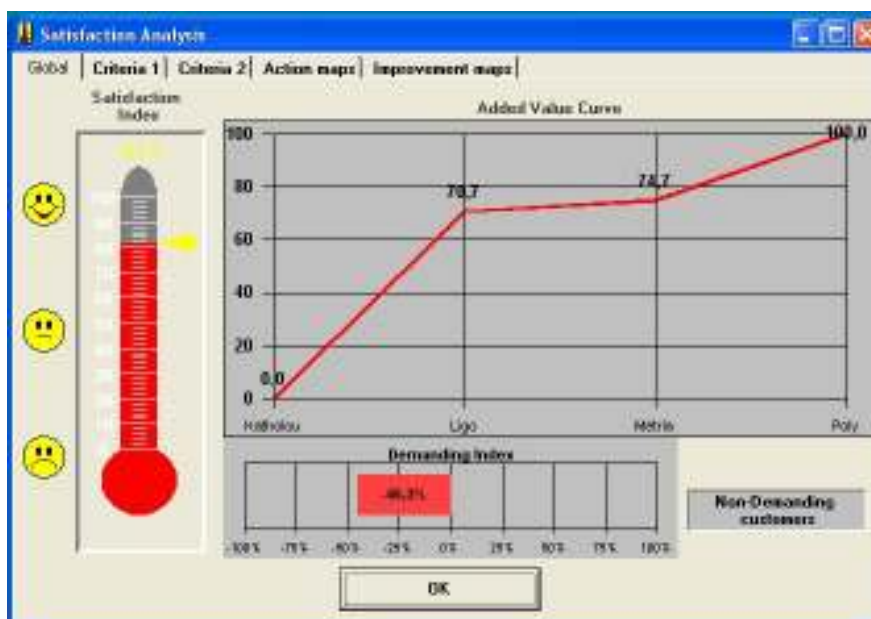 Satisfaction Analysis
Global Criteria 1 Criteria 2 Action maps Improvement maps
Satisfaction
Index
Added Value Curve
100
80
60
40
20
0
0,0
70,7
74,7
100,0
Katholou Ligo Metria Poly
Demanding Index
-100% -75% -50% -25% 0% 25% 50% 75% 100%
Non-Demanding
customers
OK